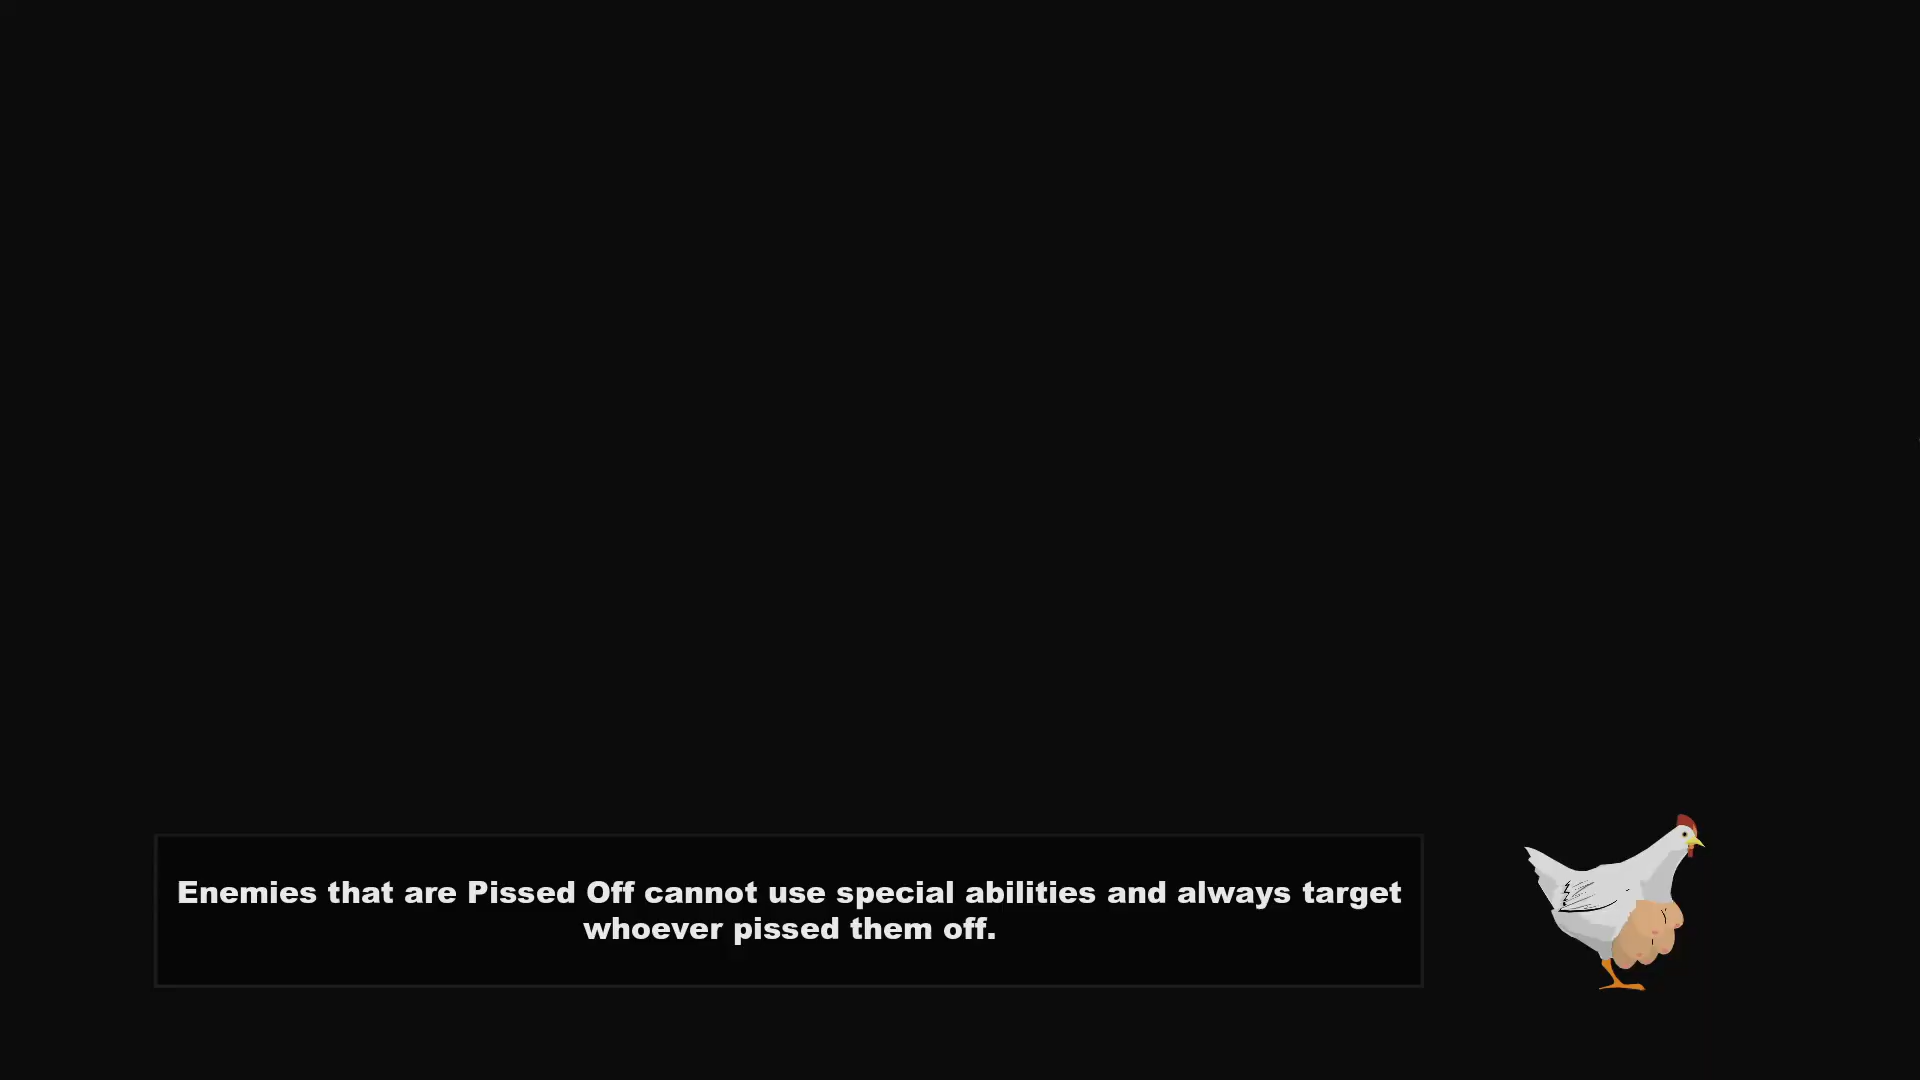 Enemies that are Pissed Off cannot use special abilities and always target
whoever pissed them off.